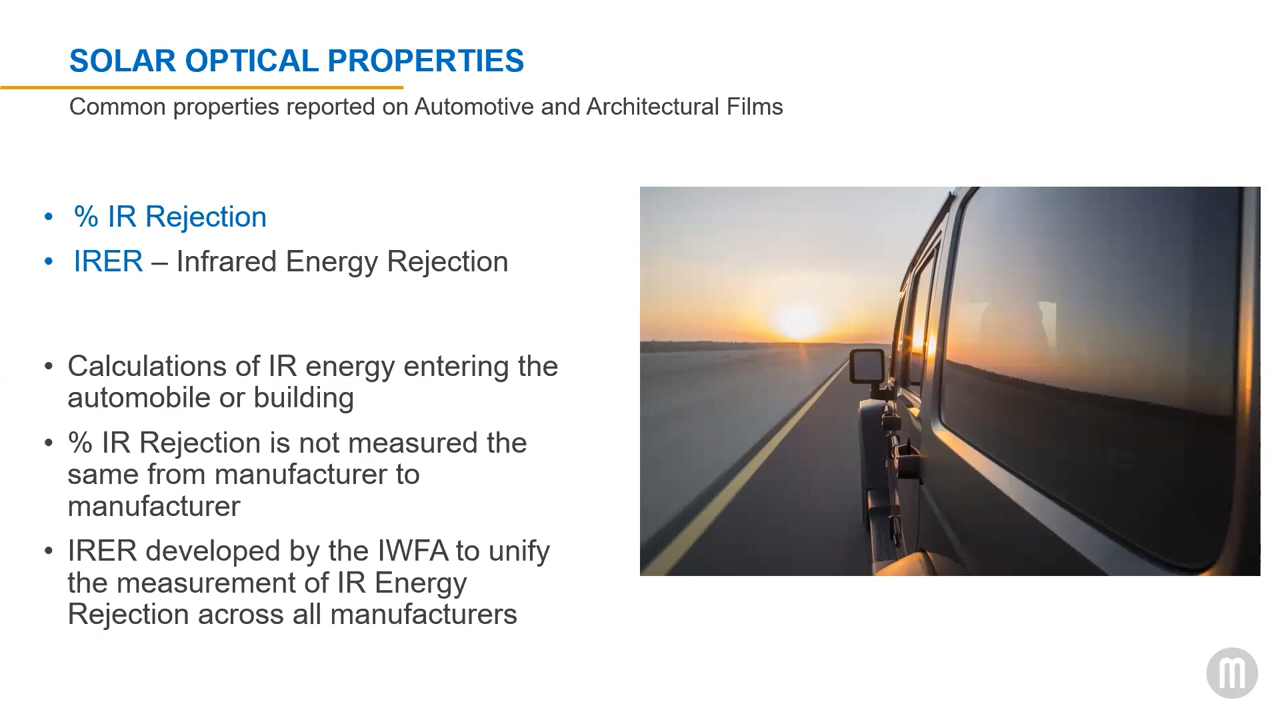 SOLAR OPTICAL PROPERTIES
Common properties reported on Automotive and Architectural Films
• % IR Rejection
• IRER – Infrared Energy Rejection
• Calculations of IR energy entering the
automobile or building
• % IR Rejection is not measured the
same from manufacturer to
manufacturer
• IRER developed by the IWFA to unify
the measurement of IR Energy
Rejection across all manufacturers
m